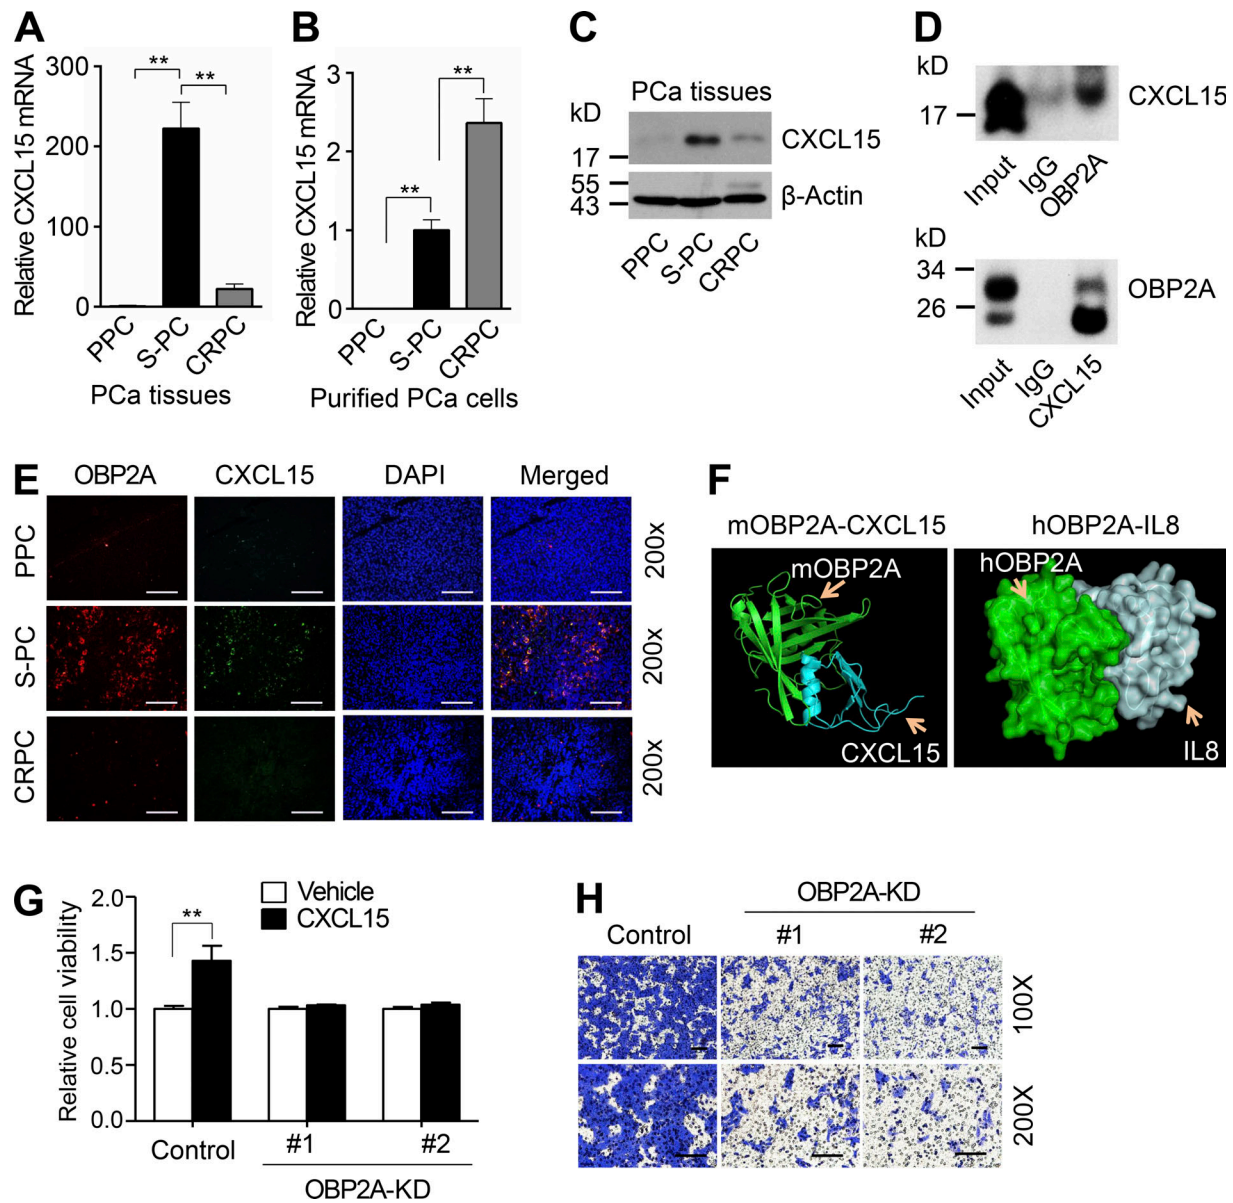 A
Relative CXCL15 mRNA
300
200
100
0
** **
PPC S-PC CRPC
PCa tissues
B
Relative CXCL15 mRNA
3
2
1
0
** **
PPC S-PC CRPC
Purified PCa cells
C
PCa tissues
kD
17
CXCL15
55
43
β-Actin
PPC S-PC CRPC
D
kD
17
CXCL15
Input IgG OBP2A
kD
34
26
OBP2A
Input IgG CXCL15
E
OBP2A CXCL15 DAPI Merged
PPC 200x
S-PC 200x
CRPC 200x
F
mOBP2A-CXCL15 hOBP2A-IL8
mOBP2A
CXCL15
hOBP2A
IL8
G
Relative cell viability
2.0
1.5
1.0
0.5
0.0
Vehicle
CXCL15
**
Control #1 #2
OBP2A-KD
H
OBP2A-KD
Control #1 #2
100X
200X